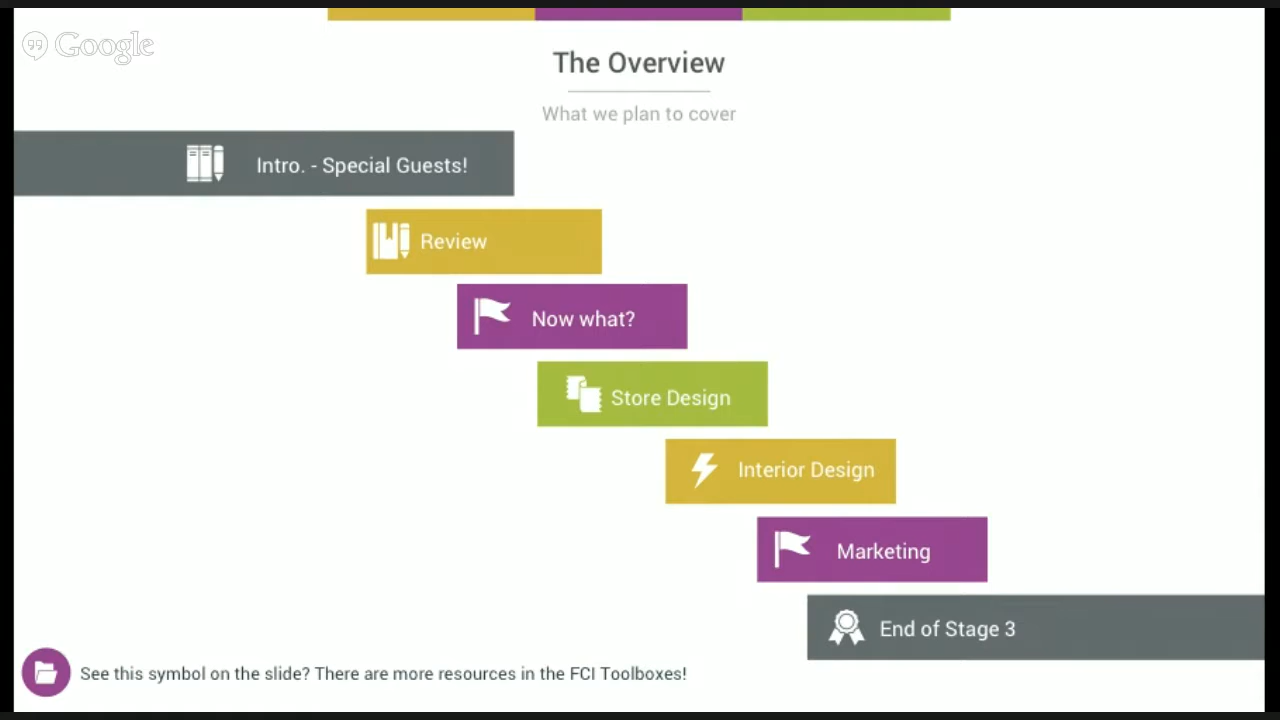 Google
The Overview
What we plan to cover
Intro. - Special Guests!
Review
Now what?
Store Design
Interior Design
Marketing
End of Stage 3
See this symbol on the slide? There are more resources in the FCI Toolboxes!